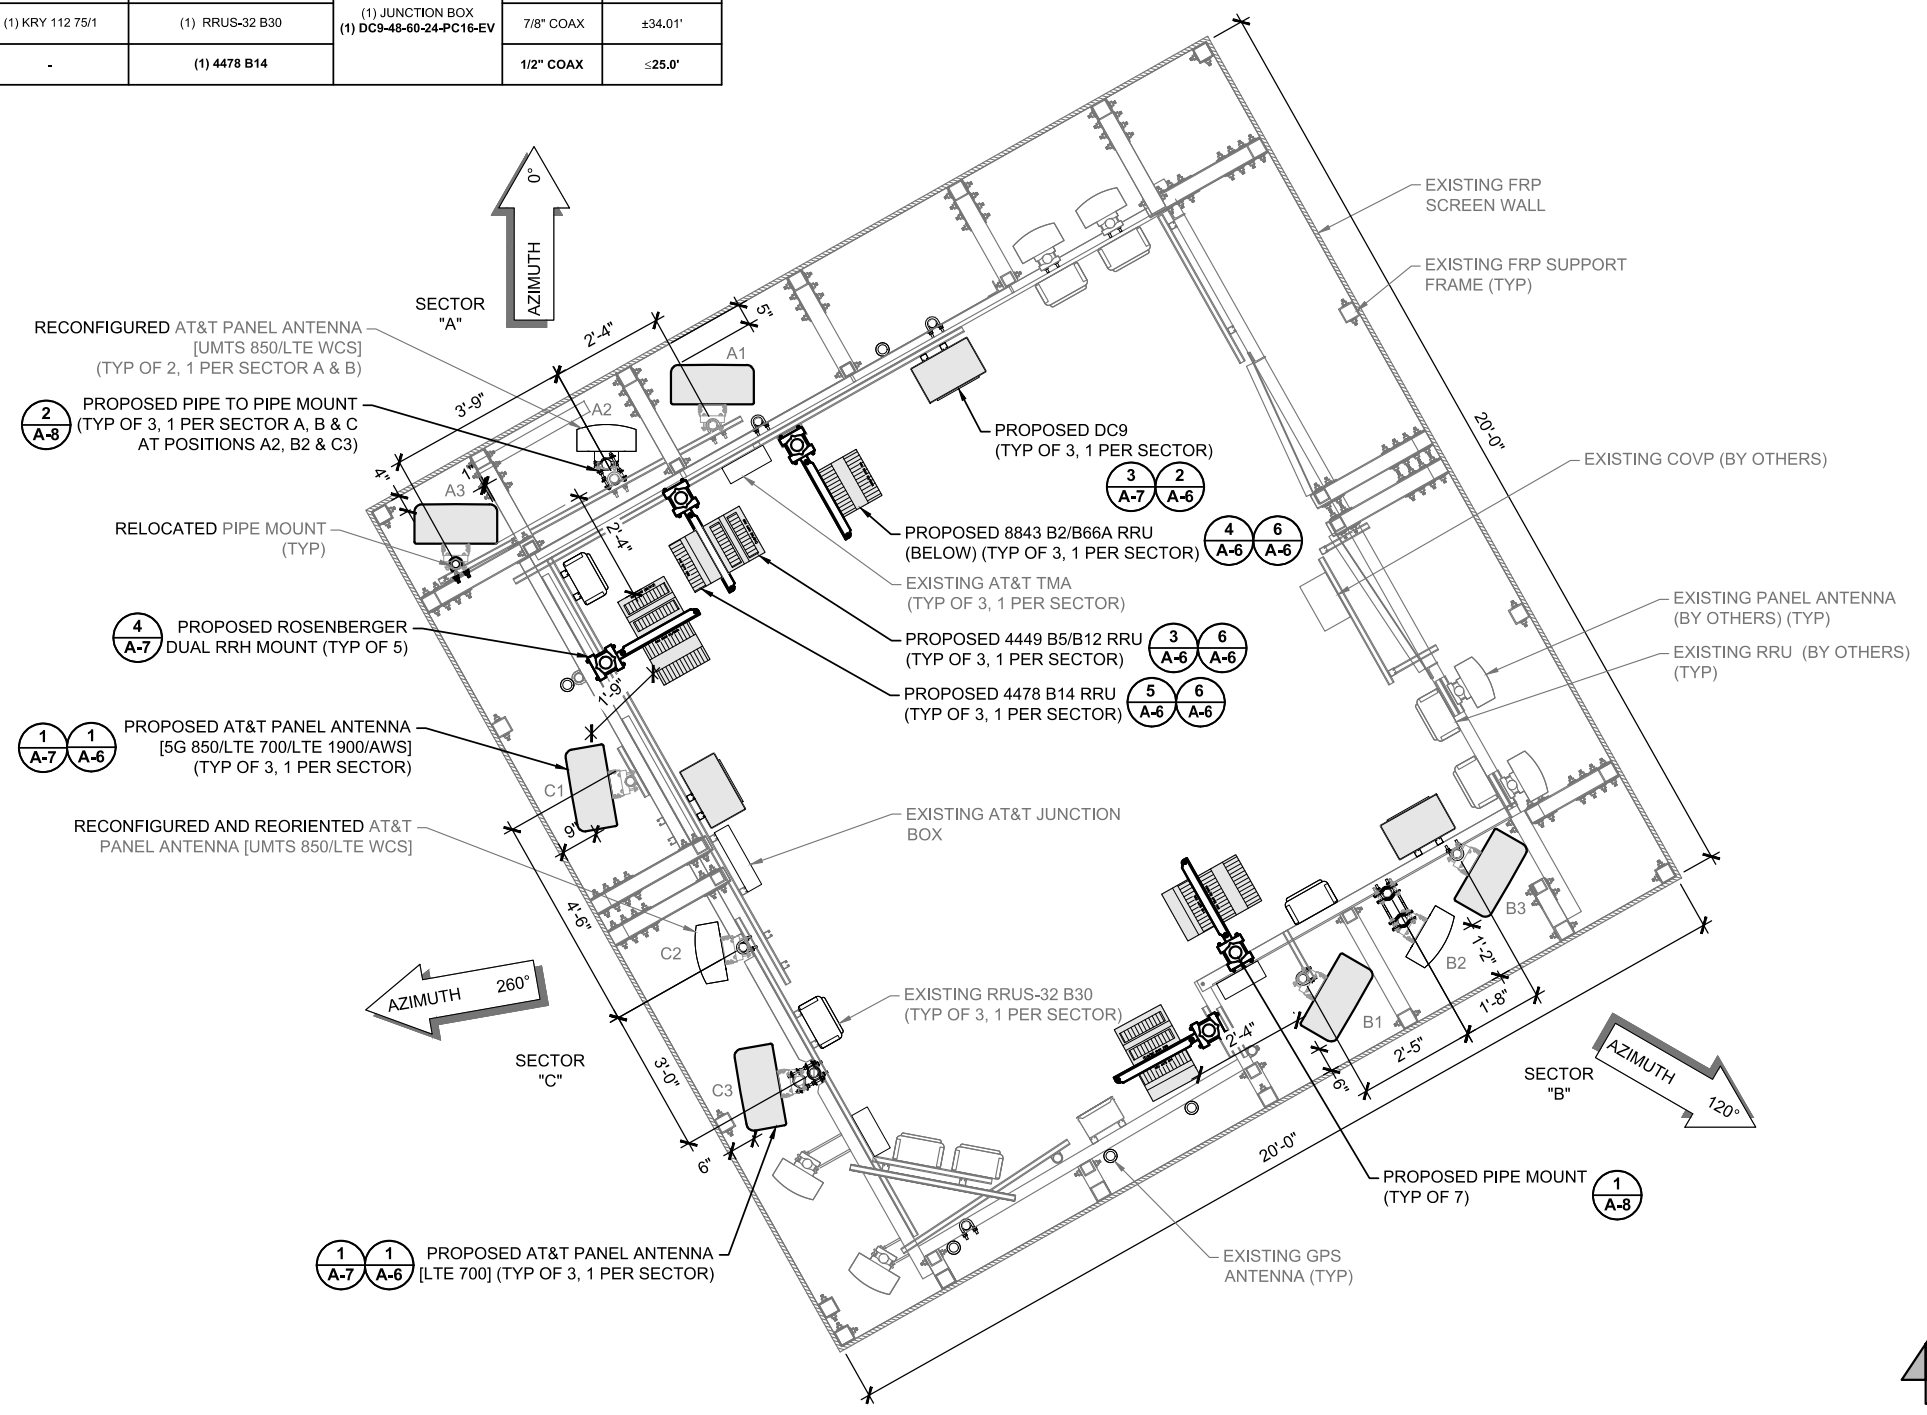 (1) KRY 112 75/1
(1) RRUS-32 B30
(1) JUNCTION BOX
(1) DC9-48-60-24-PC16-EV
7/8" COAX
±34.01'
-
(1) 4478 B14
1/2" COAX
≤25.0'
0°
AZIMUTH
SECTOR
"A"
RECONFIGURED AT&T PANEL ANTENNA
[UMTS 850/LTE WCS]
(TYP OF 2, 1 PER SECTOR A & B)
2
A-8
PROPOSED PIPE TO PIPE MOUNT
(TYP OF 3, 1 PER SECTOR A, B & C
AT POSITIONS A2, B2 & C3)
RELOCATED PIPE MOUNT
(TYP)
4
A-7
PROPOSED ROSENBERGER
DUAL RRH MOUNT (TYP OF 5)
1
A-7
1
A-6
PROPOSED AT&T PANEL ANTENNA
[5G 850/LTE 700/LTE 1900/AWS]
(TYP OF 3, 1 PER SECTOR)
RECONFIGURED AND REORIENTED AT&T
PANEL ANTENNA [UMTS 850/LTE WCS]
AZIMUTH 260°
SECTOR
"C"
1
A-7
1
A-6
PROPOSED AT&T PANEL ANTENNA
[LTE 700] (TYP OF 3, 1 PER SECTOR)
4"
3'-9"
2'-4"
5"
1"
A1
A2
A3
2'-4"
1'-9"
C1
9"
4'-6"
C2
3'-0"
C3
6"
PROPOSED DC9
(TYP OF 3, 1 PER SECTOR)
3
A-7
2
A-6
PROPOSED 8843 B2/B66A RRU
(BELOW) (TYP OF 3, 1 PER SECTOR)
4
A-6
6
A-6
EXISTING AT&T TMA
(TYP OF 3, 1 PER SECTOR)
PROPOSED 4449 B5/B12 RRU
(TYP OF 3, 1 PER SECTOR)
3
A-6
6
A-6
PROPOSED 4478 B14 RRU
(TYP OF 3, 1 PER SECTOR)
5
A-6
6
A-6
EXISTING AT&T JUNCTION
BOX
EXISTING RRUS-32 B30
(TYP OF 3, 1 PER SECTOR)
EXISTING FRP
SCREEN WALL
EXISTING FRP SUPPORT
FRAME (TYP)
20'-0"
EXISTING COVP (BY OTHERS)
EXISTING PANEL ANTENNA
(BY OTHERS) (TYP)
EXISTING RRU (BY OTHERS)
(TYP)
B3
B2
B1
1'-2"
1'-8"
2'-5"
6"
2'-4"
20'-0"
SECTOR
"B"
AZIMUTH
120°
PROPOSED PIPE MOUNT
(TYP OF 7)
1
A-8
EXISTING GPS
ANTENNA (TYP)